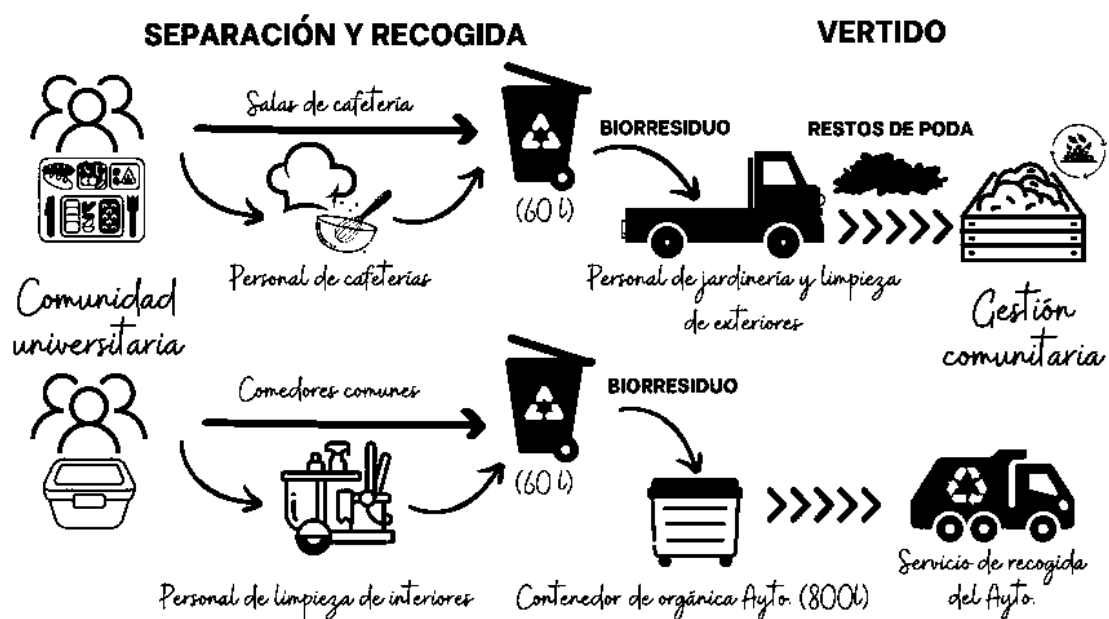 SEPARACIÓN Y RECOGIDA
VERTIDO
Salas de cafetería
BIORRESIDUO
RESTOS DE PODA
(60 l)
Personal de cafeterías
Personal de jardinería y limpieza
de exteriores
Comunidad
universitaria
Gestión
comunitaria
Comedores comunes
BIORRESIDUO
(60 l)
Personal de limpieza de interiores
Contenedor de orgánica Ayto. (800l)
Servicio de recogida
del Ayto.